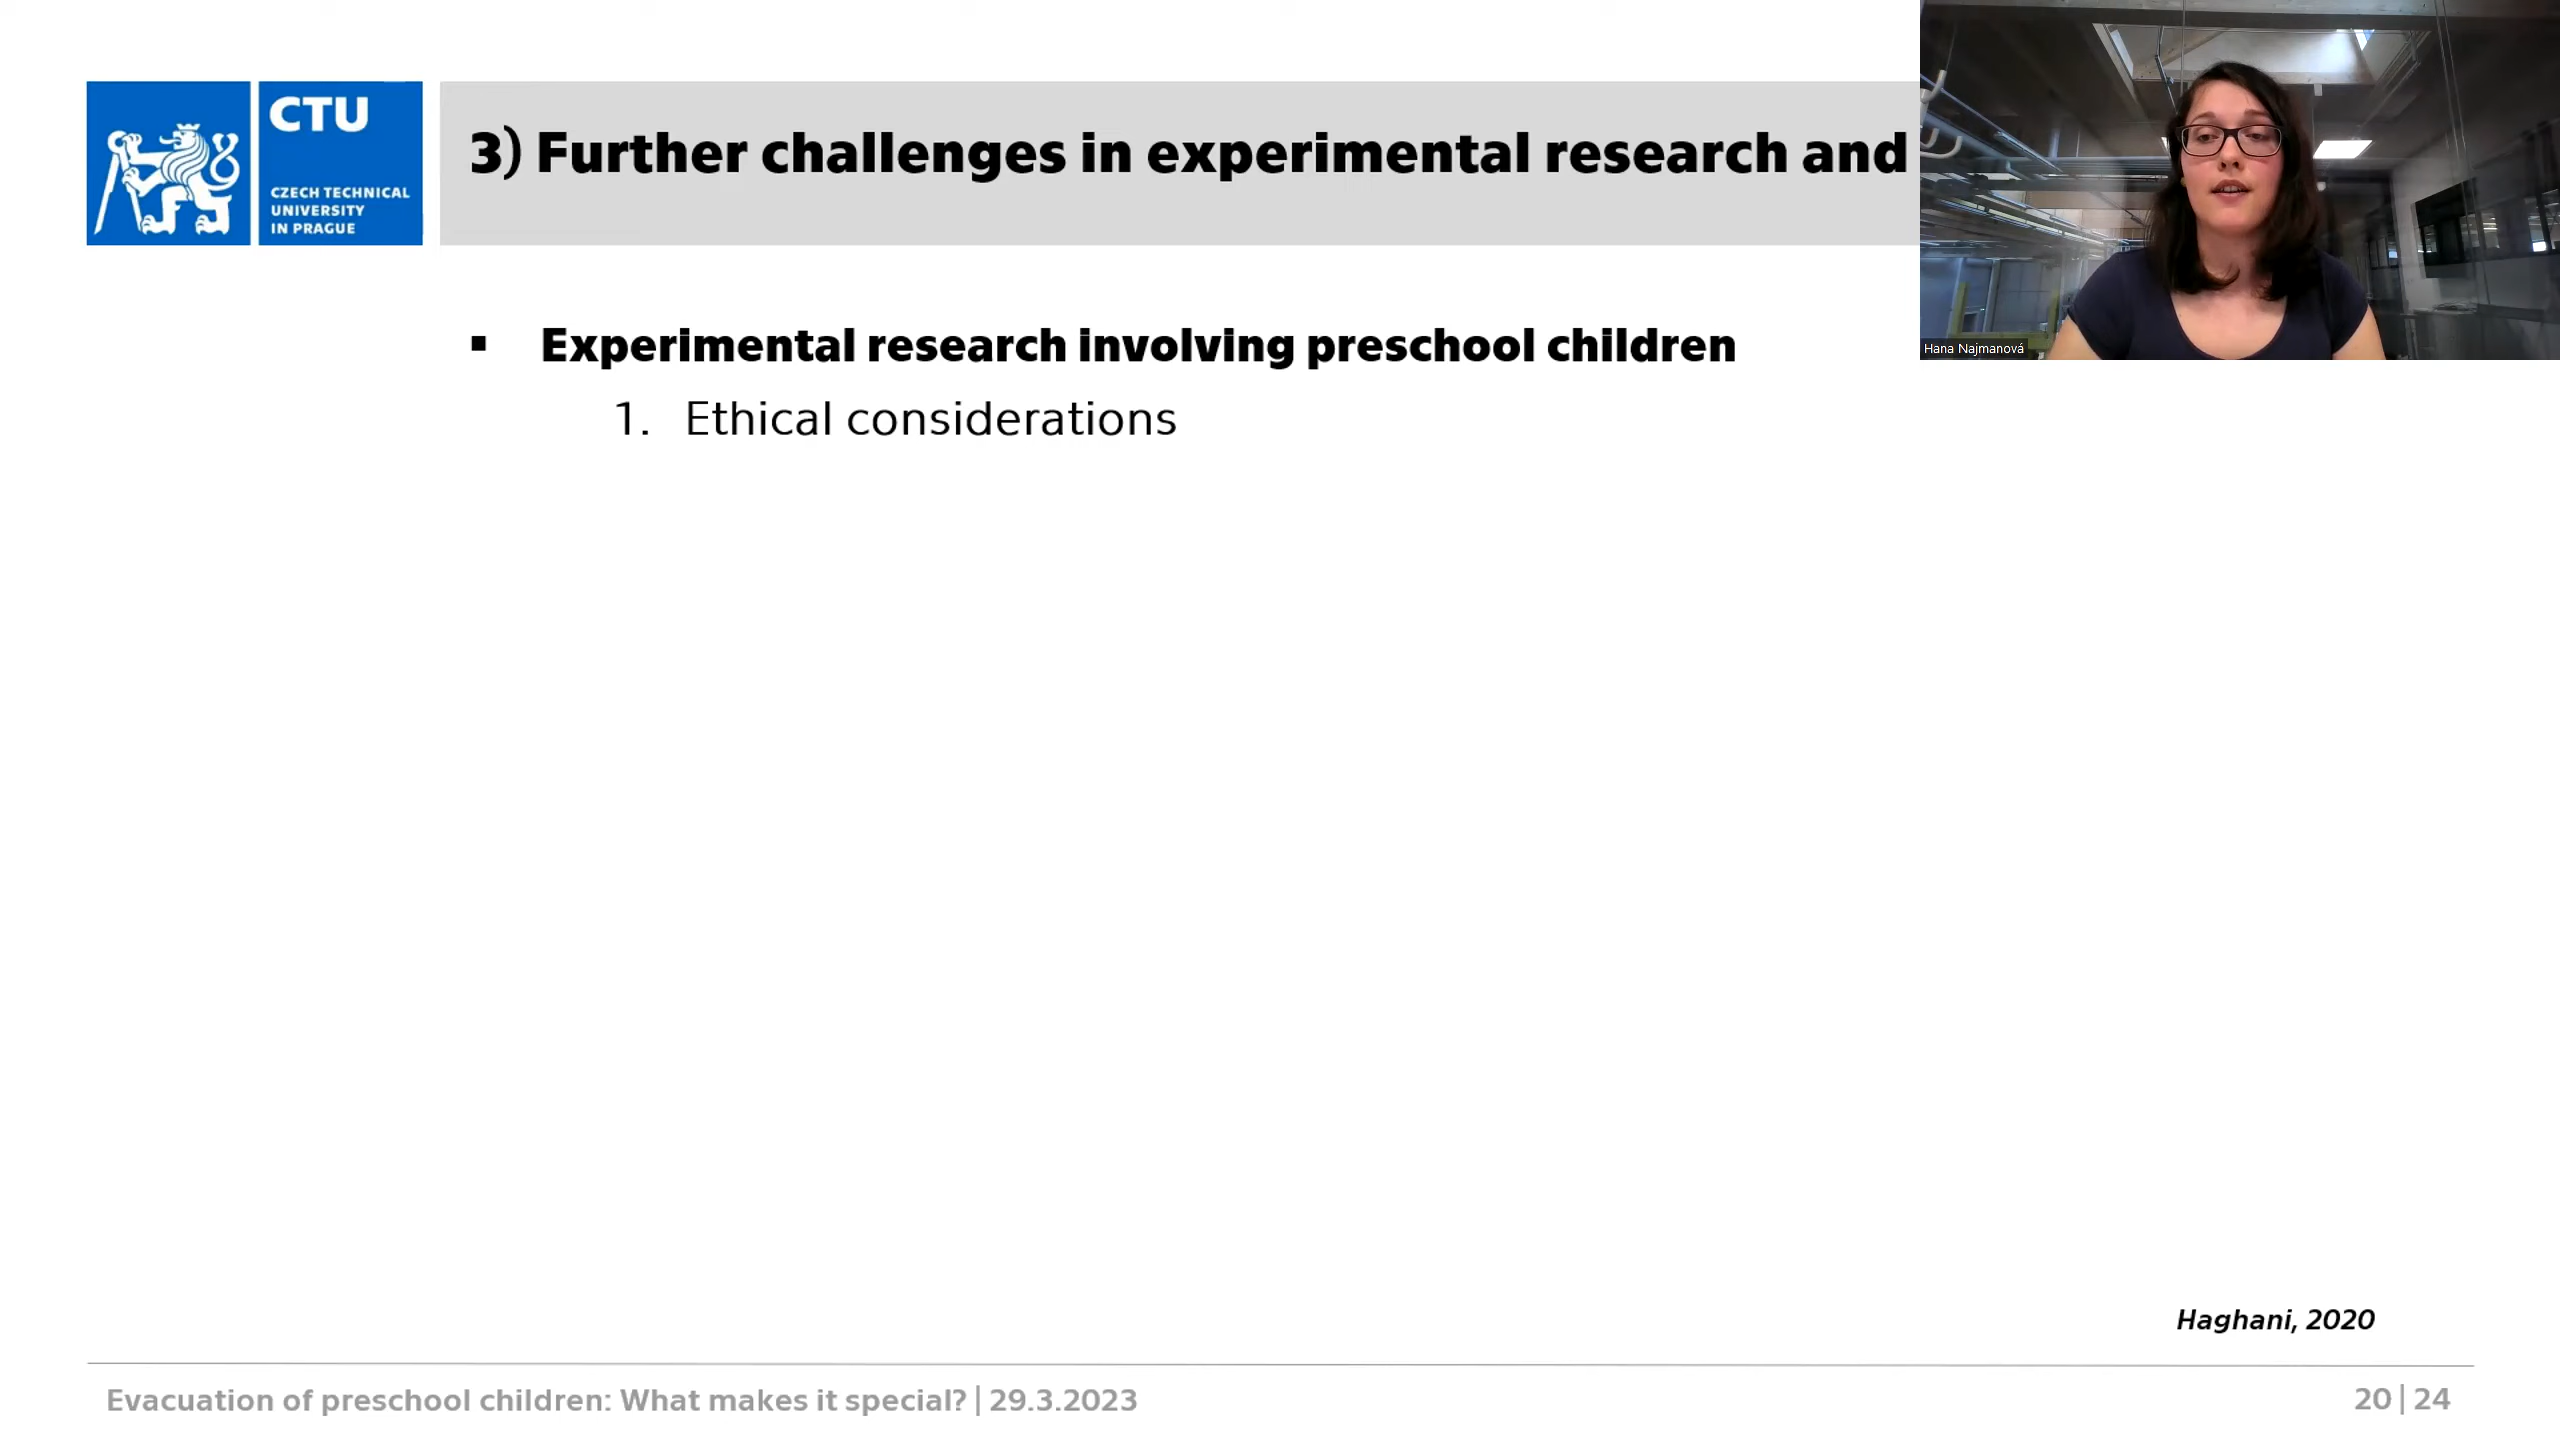 CTU
CZECH TECHNICAL
UNIVERSITY
IN PRAGUE
3) Further challenges in experimental research and
Hana Najmanová
▪ Experimental research involving preschool children
1. Ethical considerations
Haghani, 2020
Evacuation of preschool children: What makes it special? | 29.3.2023
20 | 24